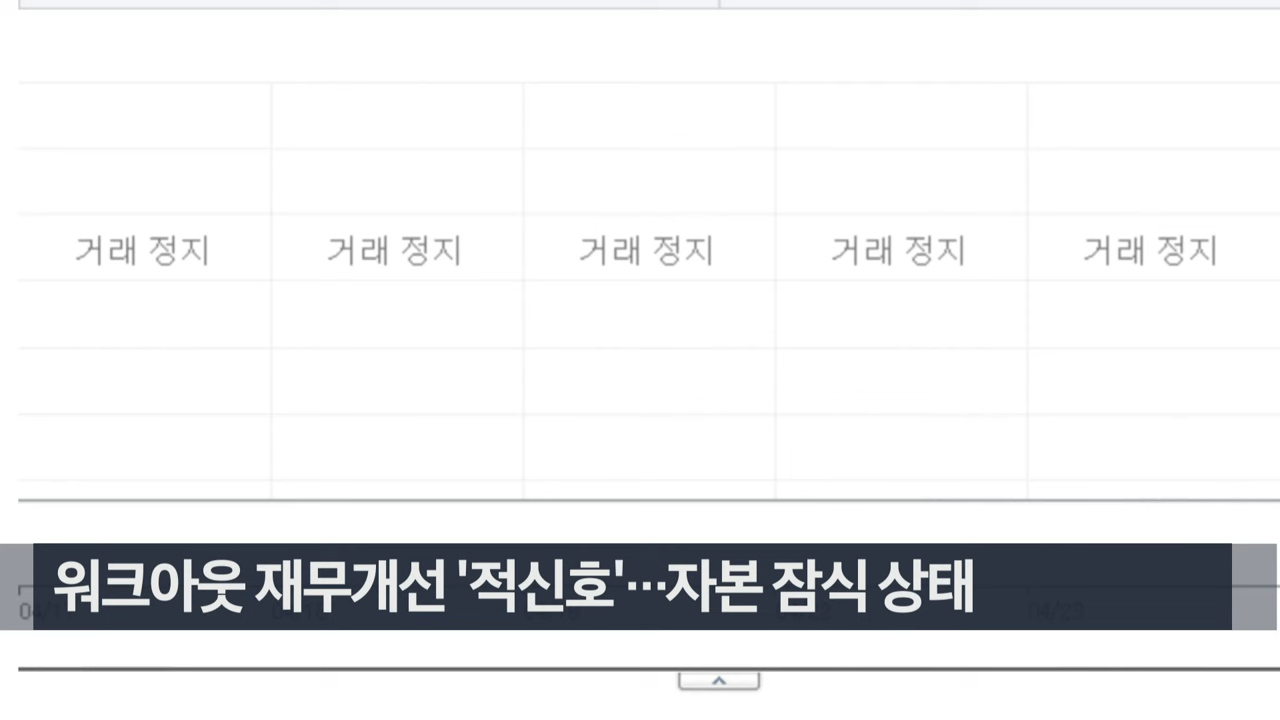 거래 정지 거래 정지 거래 정지 거래 정지 거래 정지
워크아웃 재무개선 '적신호'…자본 잠식 상태